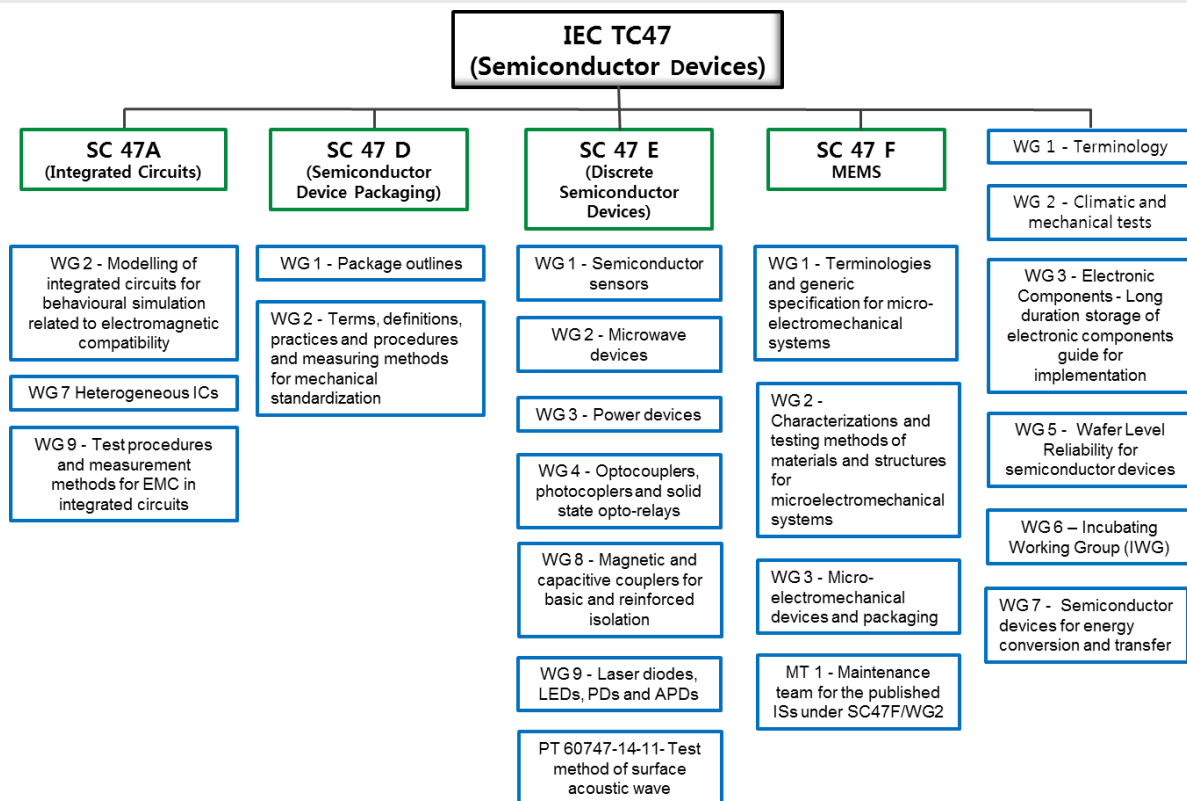 IEC TC47
(Semiconductor Devices)
SC 47A
(Integrated Circuits)
WG 2 - Modelling of
integrated circuits for
behavioural simulation
related to electromagnetic
compatibility
WG 7 Heterogeneous ICs
WG 9 - Test procedures
and measurement
methods for EMC in
integrated circuits
SC 47 D
(Semiconductor
Device Packaging)
WG 1 - Package outlines
WG 2 - Terms, definitions,
practices and procedures
and measuring methods
for mechanical
standardization
SC 47 E
(Discrete
Semiconductor
Devices)
WG 1 - Semiconductor
sensors
WG 2 - Microwave
devices
WG 3 - Power devices
WG 4 - Optocouplers,
photocoplers and solid
state opto-relays
WG 8 - Magnetic and
capacitive couplers for
basic and reinforced
isolation
WG 9 - Laser diodes,
LEDs, PDs and APDs
PT 60747-14-11- Test
method of surface
acoustic wave
SC 47 F
MEMS
WG 1 - Terminologies
and generic
specification for micro-
electromechanical
systems
WG 2 -
Characterizations and
testing methods of
materials and structures
for
microelectromechanical
systems
WG 3 - Micro-
electromechanical
devices and packaging
MT 1 - Maintenance
team for the published
ISs under SC47F/WG2
WG 1 - Terminology
WG 2 - Climatic and
mechanical tests
WG 3 - Electronic
Components - Long
duration storage of
electronic components
guide for
implementation
WG 5 - Wafer Level
Reliability for
semiconductor devices
WG 6 – Incubating
Working Group (IWG)
WG 7 - Semiconductor
devices for energy
conversion and transfer